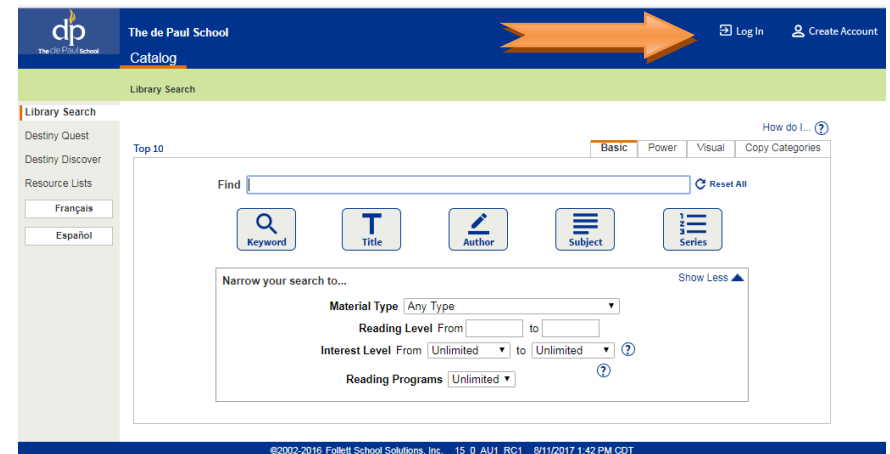 dp
The de Paul School
The de Paul School
Catalog
Log In
Create Account
Library Search
Library Search
Destiny Quest
Destiny Discover
Resource Lists
Français
Español
How do I... ?
Top 10
Basic
Power
Visual
Copy Categories
Find
Reset All
Keyword
Title
Author
Subject
1 2 3
Series
Narrow your search to...
Show Less
Material Type Any Type
Reading Level From to
Interest Level From Unlimited to Unlimited ?
Reading Programs Unlimited ?
©2002-2016 Follett School Solutions, Inc. 15_0_AU1_RC1 8/11/2017 1:42 PM CDT